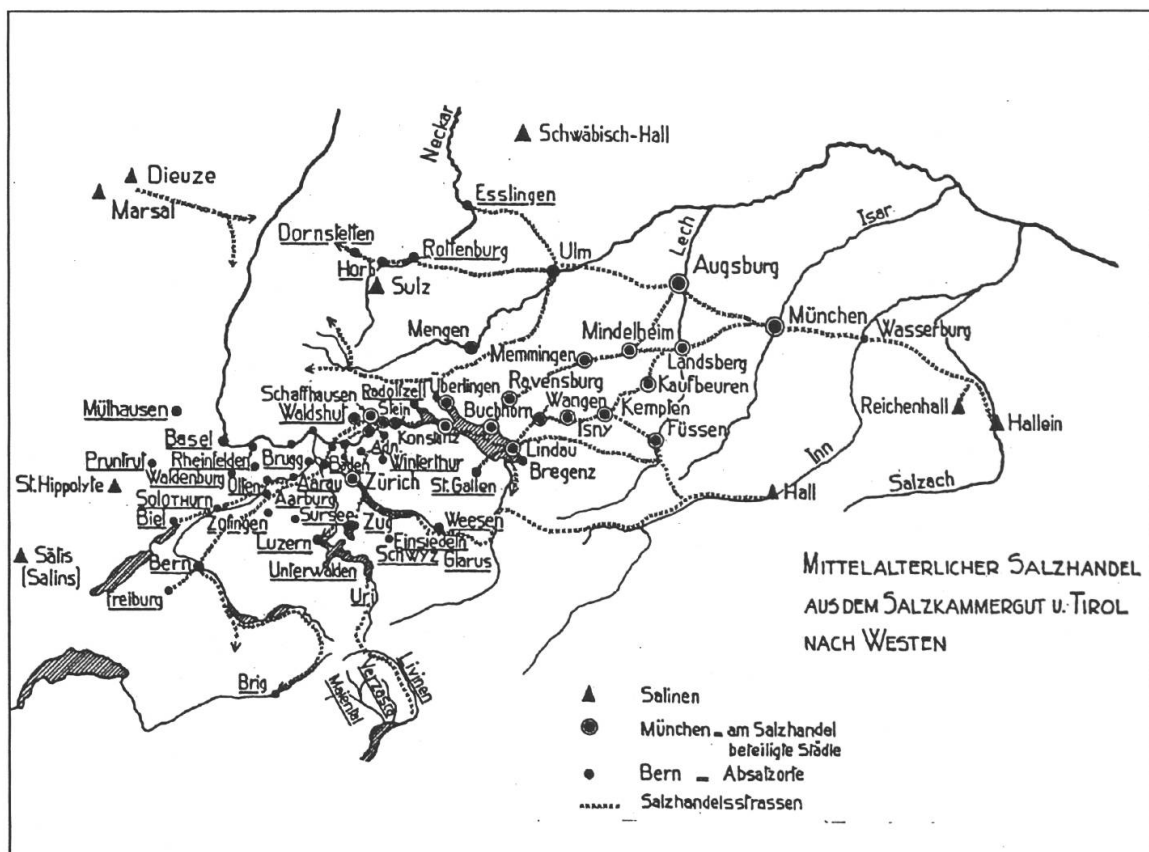 Neckar
Schwäbisch-Hall
Dieuze
Marsal
Esslingen
Isar
Lech
Dornstetten
Rottenburg
Horb
Ulm
Augsburg
Sulz
München
Mengen
Mindelheim
Wasserburg
Memmingen
Landsberg
Schaffhausen
Radolfzell
Überlingen
Ravensburg
Kaufbeuren
Mülhausen
Waldshut
Stein
Buchhorn
Wangen
Kempten
Reichenhall
Hallein
Basel
Konstanz
Isny
Füssen
Adn.
Lindau
Pruntrut
Rheinfelden
Brugg
Baden
Winterthur
Bregenz
Inn
Waldenburg
St. Gallen
St. Hippolyte
Olten
Aarau
Zürich
Hall
Salzach
Solothurn
Aarburg
Biel
Zofingen
Sursee
Zug
Weesen
Luzern
Einsiedeln
Sālis
(Salins)
Schwyz
Glarus
Bern
Unterwalden
Freiburg
Uri
Brig
Livinen
Verzasca
Maiental
MITTELALTERLICHER SALZHANDEL
AUS DEM SALZKAMMERGUT U. TIROL
NACH WESTEN
Salinen
München – am Salzhandel
beteiligte Städte
Bern – Absatzorte
Salzhandelsstrassen